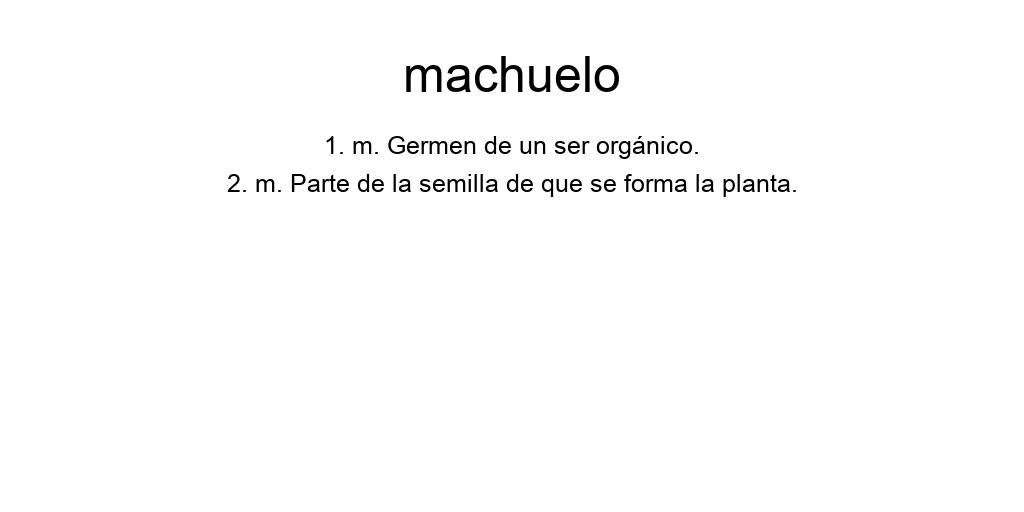 machuelo
1. m. Germen de un ser orgánico.
2. m. Parte de la semilla de que se forma la planta.